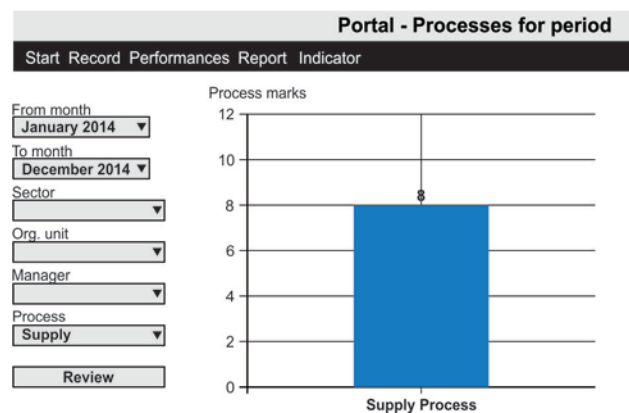 Portal - Processes for period
Start Record Performances Report Indicator
From month
January 2014
To month
December 2014
Sector
Org. unit
Manager
Process
Supply
Review
Process marks
12
10
8
8
6
4
2
0
Supply Process